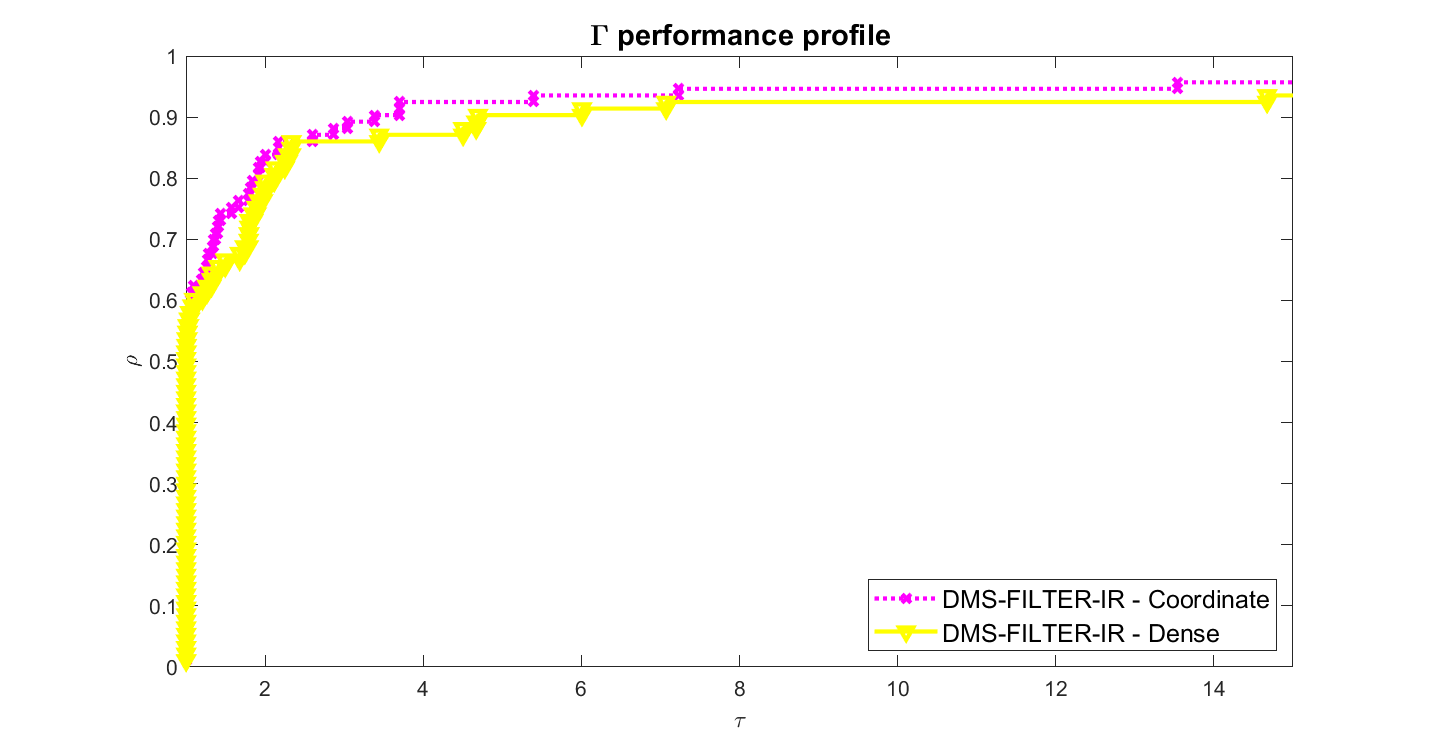 Γ performance profile
1
0.9
0.8
0.7
0.6
0.5
0.4
0.3
0.2
0.1
0
ρ
2 4 6 8 10 12 14
τ
DMS-FILTER-IR - Coordinate
DMS-FILTER-IR - Dense